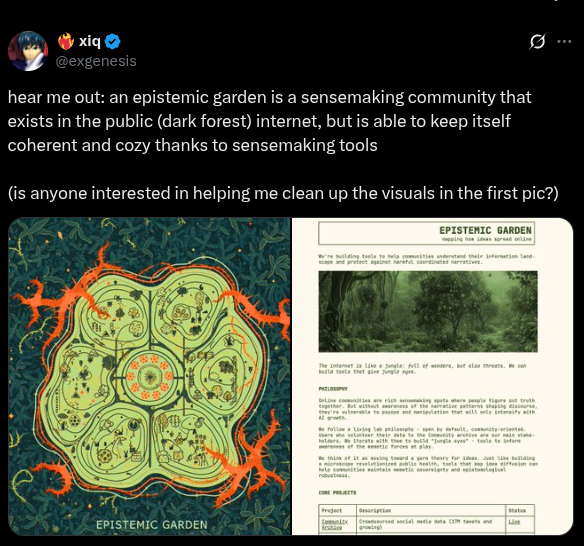 xiq
@exgenesis
hear me out: an epistemic garden is a sensemaking community that
exists in the public (dark forest) internet, but is able to keep itself
coherent and cozy thanks to sensemaking tools
(is anyone interested in helping me clean up the visuals in the first pic?)
EPISTEMIC GARDEN
EPISTEMIC GARDEN
mapping how ideas spread online
We're building tools to help communities understand their information land-
scape and protect against harmful coordinated narratives.
The internet is like a jungle: full of wonders, but also threats. We can
build tools that give jungle eyes.
PHILOSOPHY
Online communities are rich sensemaking spots where people figure out truth
together. But without awareness of the narrative patterns shaping discourse,
they're vulnerable to psyops and manipulation that will only intensify with
AI growth.
We follow a living lab philosophy - open by default, community-oriented.
Users who volunteer their data to the Community archive are our main stake-
holders. We iterate with them to build "jungle eyes" - tools to inform
awareness of the memetic forces at play.
We think of it as moving toward a germ theory for ideas. Just like building
a microscope revolutionized public health, tools that map idea diffusion can
help communities maintain memetic sovereignty and epistemological
robustness.
CORE PROJECTS
Project Description Status
Community Crowdsourced social media data (17M tweets and Live
Archive growing)